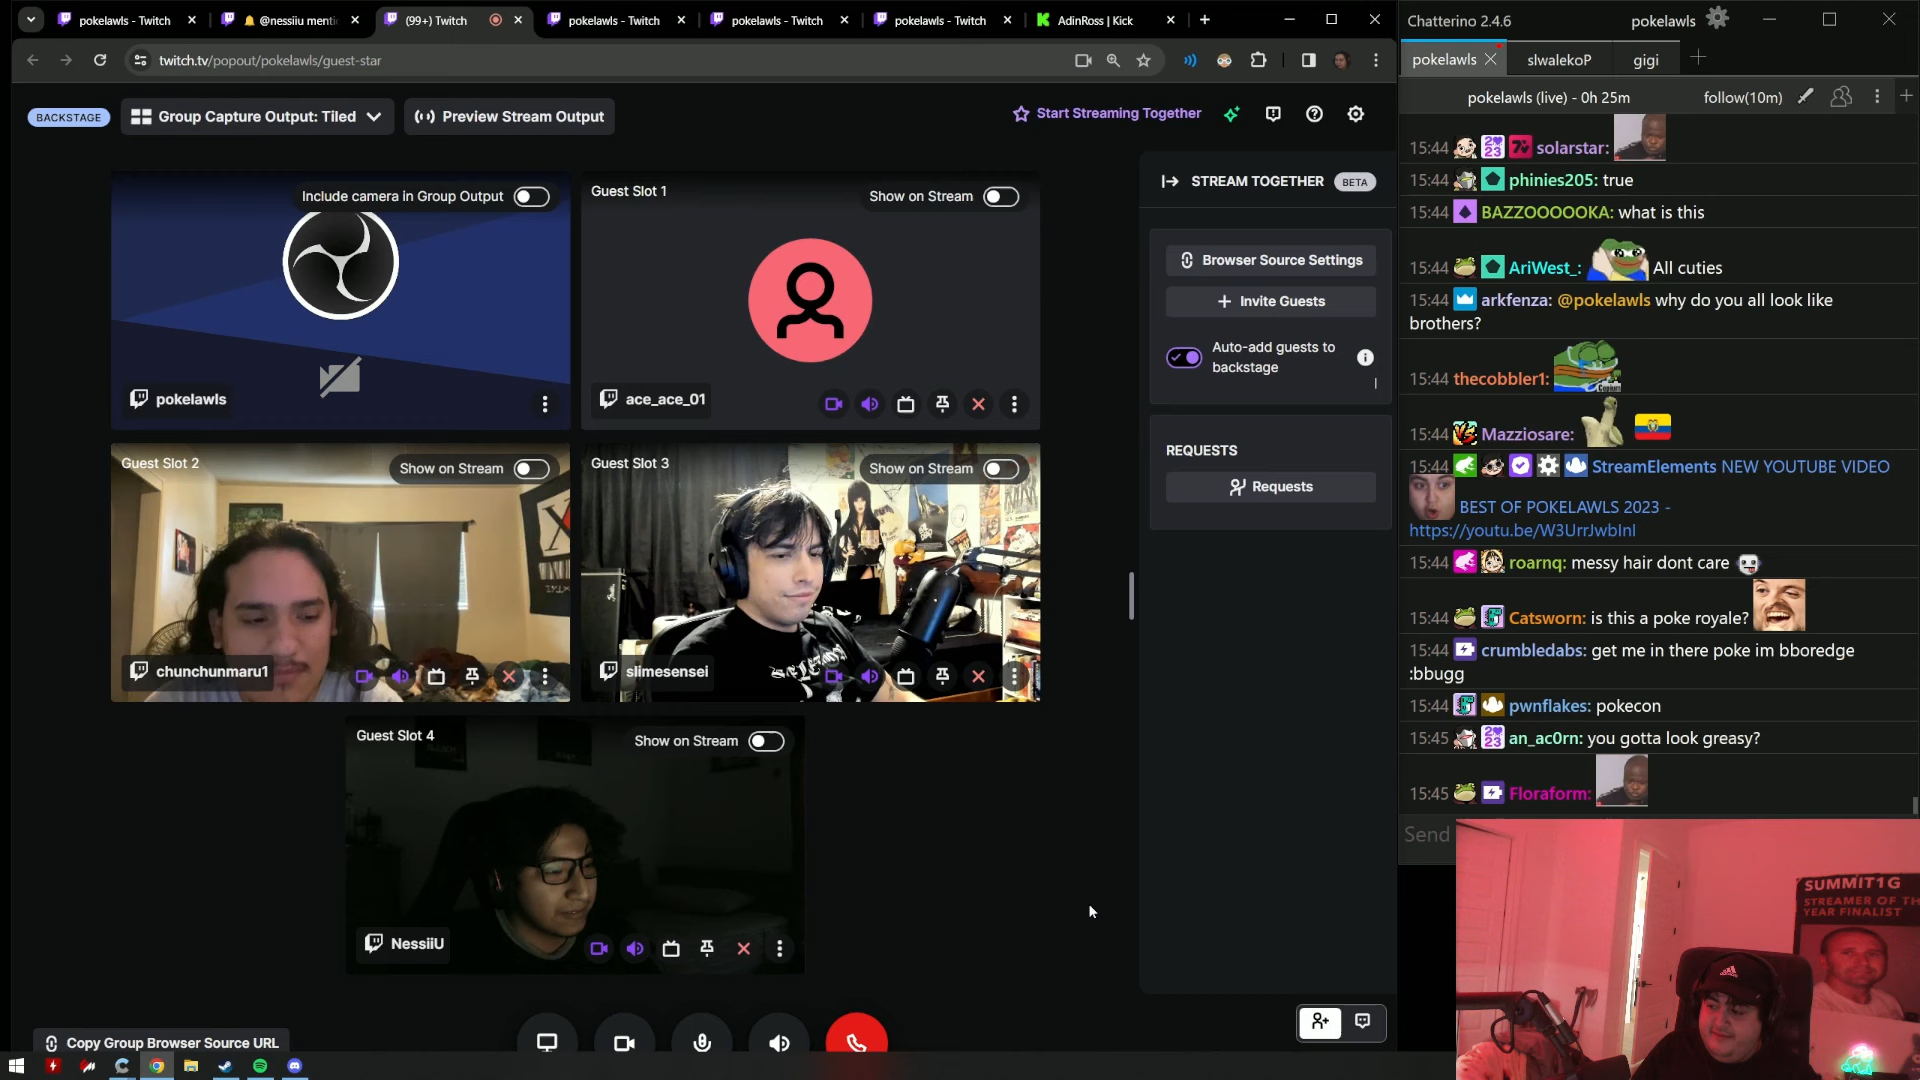 pokelawls - Twitch
@nessiiu menti
(99+) Twitch
pokelawls - Twitch
pokelawls - Twitch
pokelawls - Twitch
AdinRoss | Kick
twitch.tv/popout/pokelawls/guest-star
BACKSTAGE
Group Capture Output: Tiled
Preview Stream Output
Start Streaming Together
Include camera in Group Output
pokelawls
Guest Slot 1
Show on Stream
ace_ace_01
Guest Slot 2
Show on Stream
chunchunmaru1
Guest Slot 3
Show on Stream
slimesensei
Guest Slot 4
Show on Stream
NessiiU
STREAM TOGETHER BETA
Browser Source Settings
Invite Guests
Auto-add guests to
backstage
REQUESTS
Requests
Copy Group Browser Source URL
Chatterino 2.4.6
pokelawls
pokelawls
slwalekoP
gigi
pokelawls (live) - 0h 25m
follow(10m)
15:44 solarstar:
15:44 phinies205: true
15:44 BAZZOOOOOKA: what is this
15:44 AriWest_: All cuties
15:44 arkfenza: @pokelawls why do you all look like
brothers?
15:44 thecobbler1:
15:44 Mazziosare:
15:44 StreamElements NEW YOUTUBE VIDEO
BEST OF POKELAWLS 2023 -
https://youtu.be/W3UrrJwbInI
15:44 roarnq: messy hair dont care
15:44 Catsworn: is this a poke royale?
15:44 crumbledabs: get me in there poke im bboredge
:bbugg
15:44 pwnflakes: pokecon
15:45 an_ac0rn: you gotta look greasy?
15:45 Floraform:
Send
SUMMIT1G
STREAMER OF TH
YEAR FINALIST